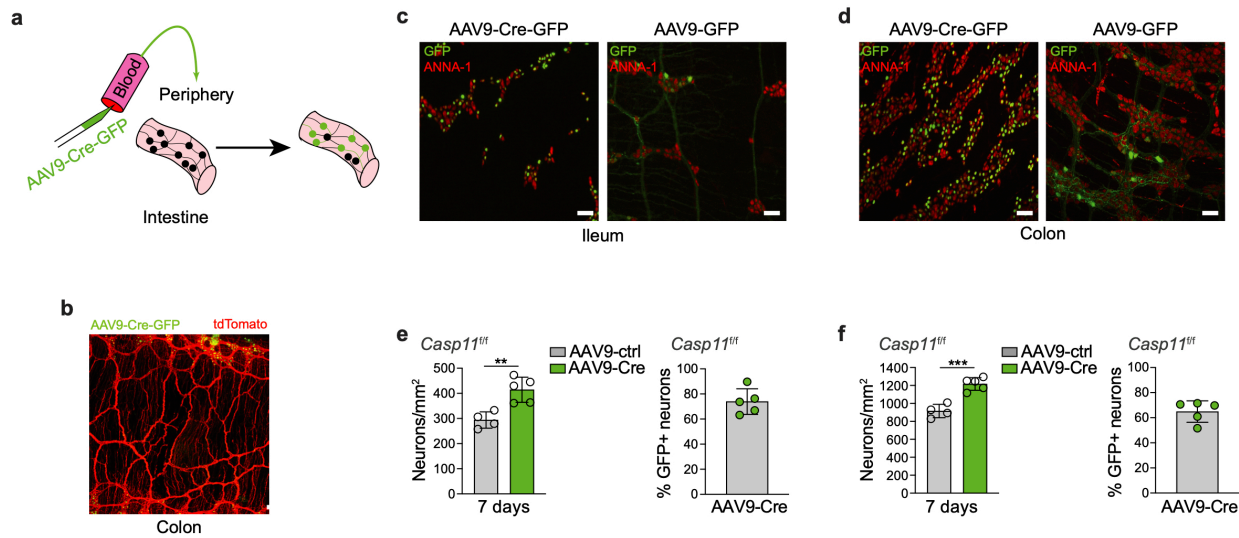 a
Blood
Periphery
AAV9-Cre-GFP
Intestine
b
AAV9-Cre-GFP tdTomato
Colon
c
AAV9-Cre-GFP AAV9-GFP
GFP
ANNA-1
GFP
ANNA-1
Ileum
d
AAV9-Cre-GFP AAV9-GFP
GFP
ANNA-1
GFP
ANNA-1
Colon
e
Casp11f/f
AAV9-ctrl
AAV9-Cre
**
Neurons/mm2
500
400
300
200
100
0
7 days
Casp11f/f
% GFP+ neurons
100
80
60
40
20
0
AAV9-Cre
f
Casp11f/f
AAV9-ctrl
AAV9-Cre
***
Neurons/mm2
1400
1200
1000
800
600
400
200
0
7 days
Casp11f/f
% GFP+ neurons
100
80
60
40
20
0
AAV9-Cre